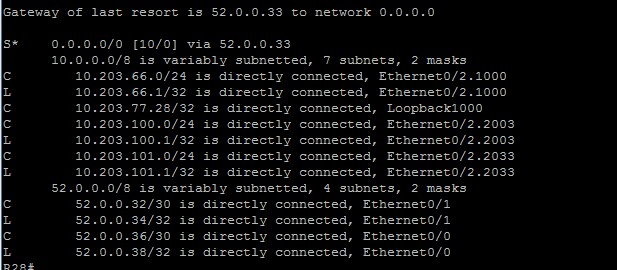 Gateway of last resort is 52.0.0.33 to network 0.0.0.0
S* 0.0.0.0/0 [10/0] via 52.0.0.33
10.0.0.0/8 is variably subnetted, 7 subnets, 2 masks
C 10.203.66.0/24 is directly connected, Ethernet0/2.1000
L 10.203.66.1/32 is directly connected, Ethernet0/2.1000
C 10.203.77.28/32 is directly connected, Loopback1000
C 10.203.100.0/24 is directly connected, Ethernet0/2.2003
L 10.203.100.1/32 is directly connected, Ethernet0/2.2003
C 10.203.101.0/24 is directly connected, Ethernet0/2.2033
L 10.203.101.1/32 is directly connected, Ethernet0/2.2033
52.0.0.0/8 is variably subnetted, 4 subnets, 2 masks
C 52.0.0.32/30 is directly connected, Ethernet0/1
L 52.0.0.34/32 is directly connected, Ethernet0/1
C 52.0.0.36/30 is directly connected, Ethernet0/0
L 52.0.0.38/32 is directly connected, Ethernet0/0
R28#